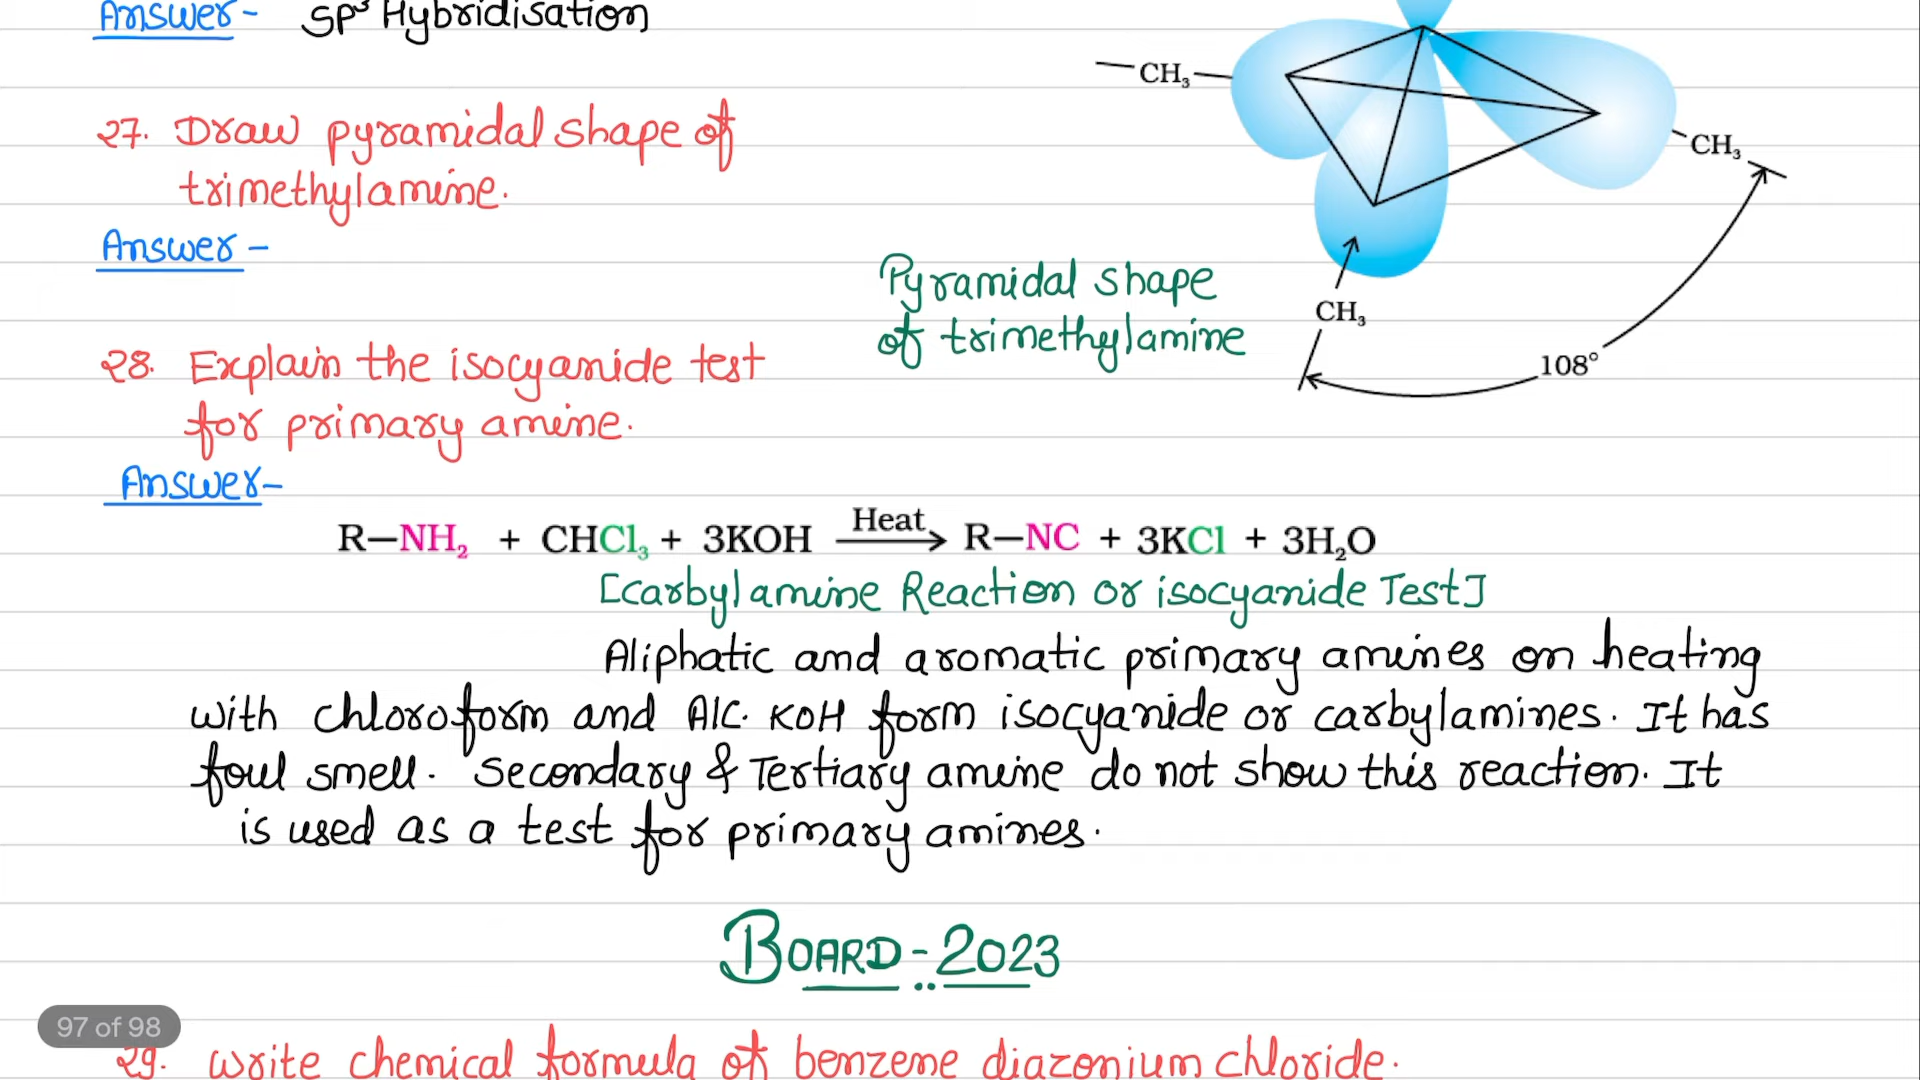 Answer- SP³ Hybridisation
CH₃
27. Draw pyramidal shape of
trimethylamine.
CH₃
Answer-
Pyramidal shape
of trimethylamine
CH₃
108°
28. Explain the isocyanide test
for primary amine.
Answer-
R–NH₂ + CHCl₃ + 3KOH Heat→ R–NC + 3KCl + 3H₂O
[Carbylamine Reaction or isocyanide Test]
Aliphatic and aromatic primary amines on heating
with chloroform and Alc. KOH form isocyanide or carbylamines. It has
foul smell. Secondary & Tertiary amine do not show this reaction. It
is used as a test for primary amines.
BOARD-2023
97 of 98
29. Write chemical formula of benzene diazonium chloride.